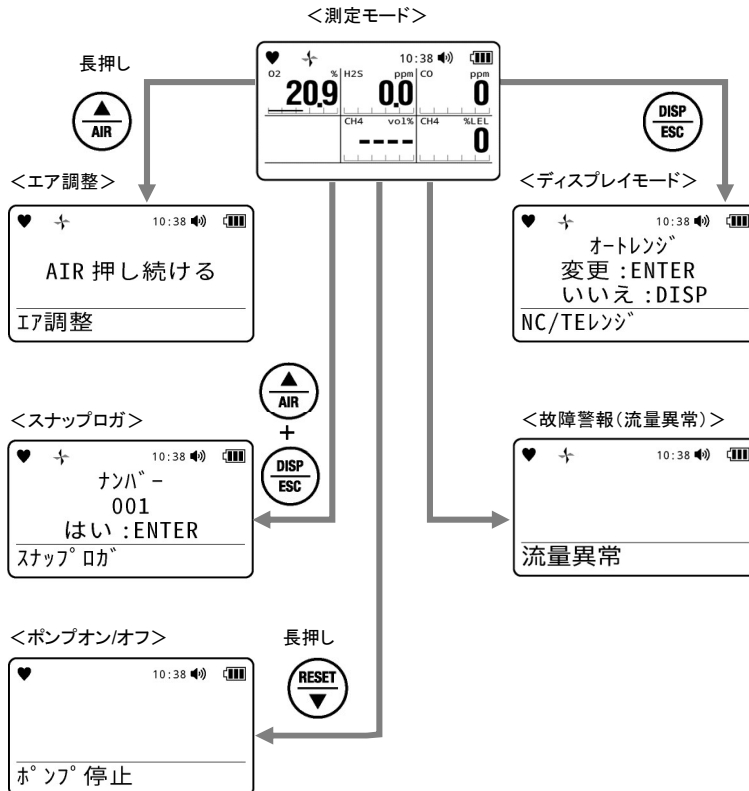 <測定モード>
10:38
O2 % H2S ppm CO ppm
20.9 0.0 0
CH4 vol% CH4 %LEL
---- 0
長押し
▲
AIR
<エア調整>
10:38
AIR 押し続ける
エア調整
DISP
ESC
<ディスプレイモード>
10:38
オートレンジ
変更 :ENTER
いいえ :DISP
NC/TEレンジ
▲
AIR
+
DISP
ESC
<スナップロガ>
10:38
ナンバー
001
はい :ENTER
スナップロガ
<故障警報(流量異常)>
10:38
流量異常
<ポンプオン/オフ>
10:38
ポンプ停止
長押し
RESET
▼